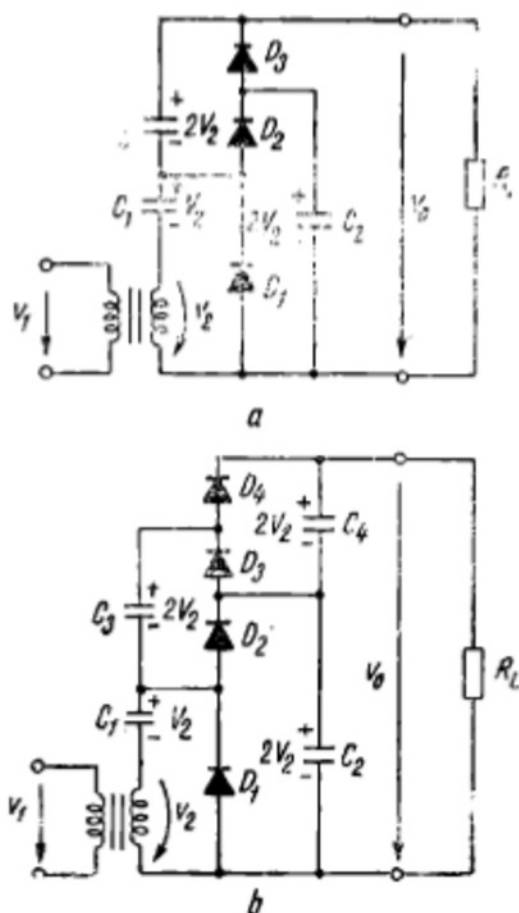 D₃
+
2V₂
-
D₂
C₁
+
V₂
-
+
2V₂
C₂
D₁
V₀
V₁
V₂
a
D₄
+
2V₂
-
C₄
D₃
+
C₃
2V₂
-
D₂
+
C₁
V₂
-
+
2V₂
-
C₂
D₁
V₀
R_L
V₁
V₂
b